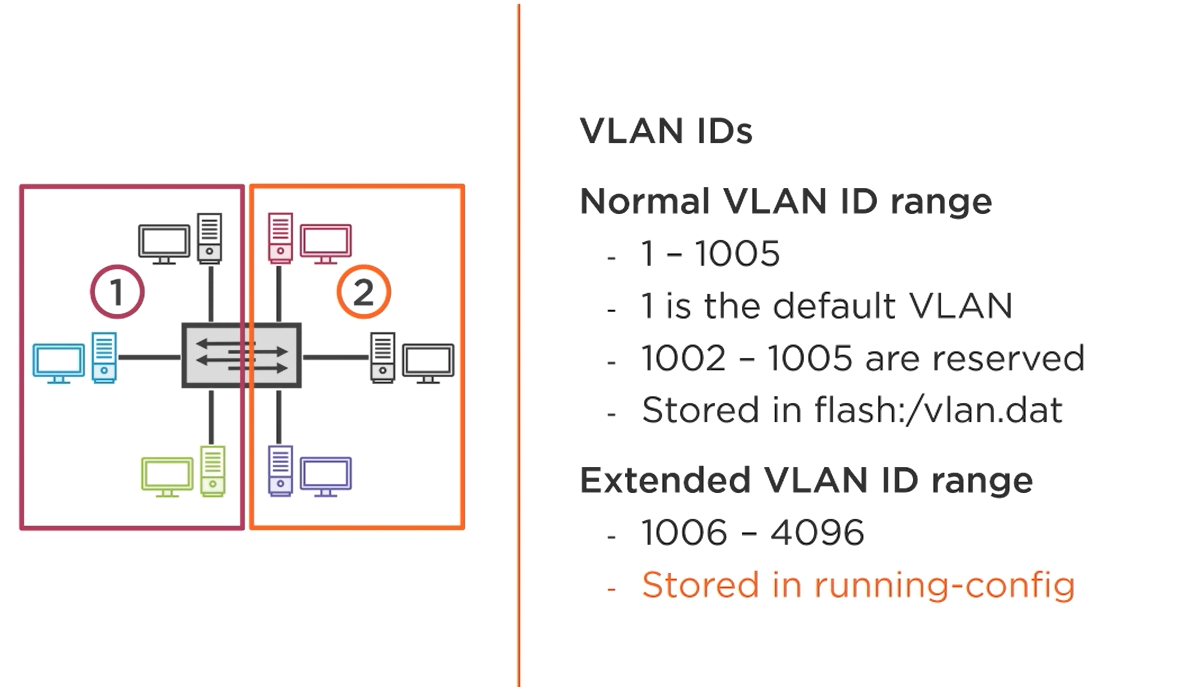 1
2
VLAN IDs
Normal VLAN ID range
- 1 – 1005
- 1 is the default VLAN
- 1002 – 1005 are reserved
- Stored in flash:/vlan.dat
Extended VLAN ID range
- 1006 – 4096
- Stored in running-config